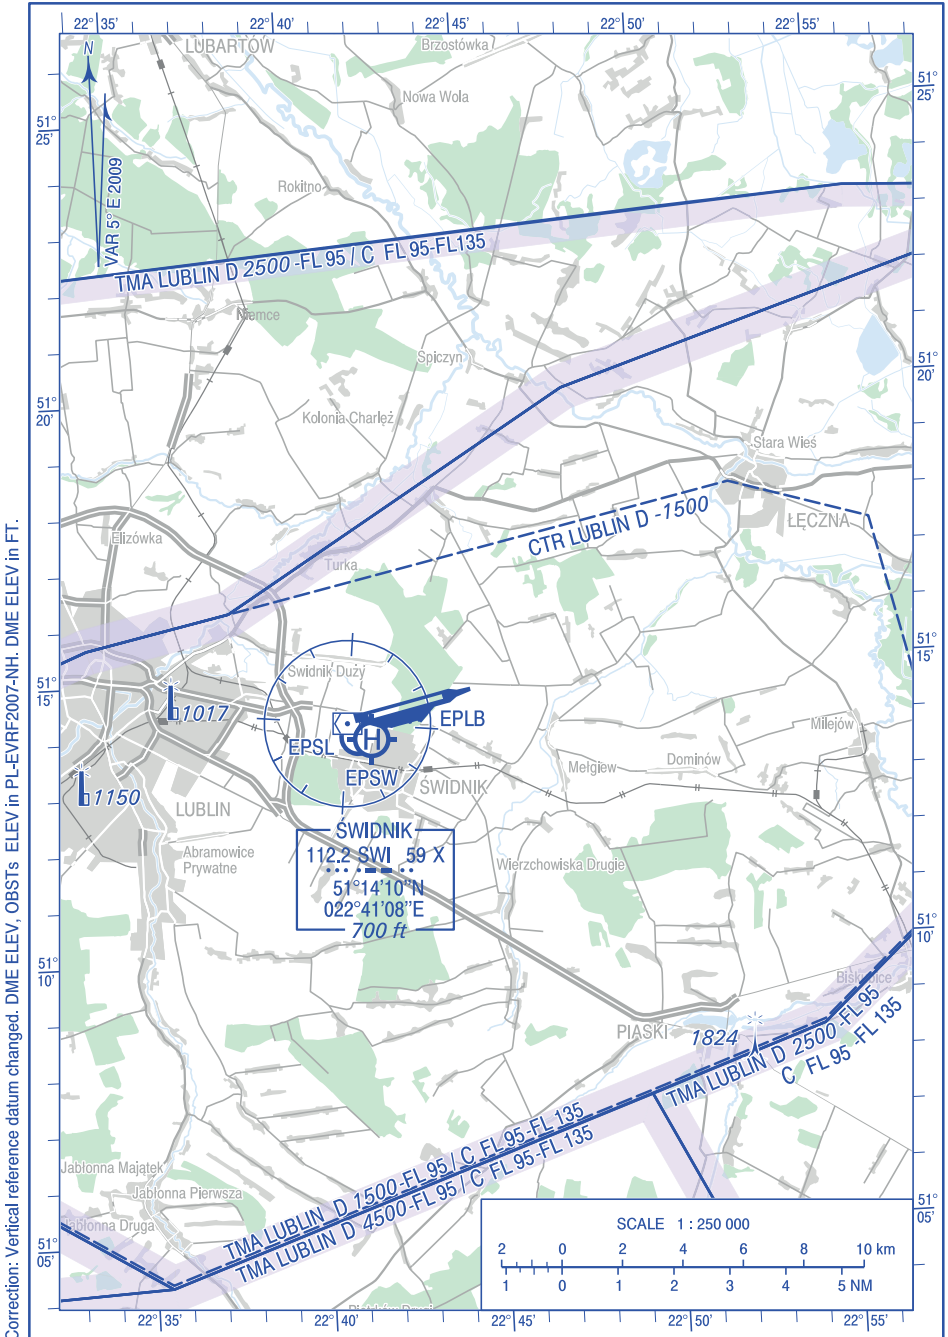 22°35' 22°40' 22°45' 22°50' 22°55'
N
LUBARTÓW
Brzostówka
51°
25'
Nowa Wola
51°
25'
VAR 5° E 2009
Rokitno
TMA LUBLIN D 2500 -FL 95 / C FL 95-FL135
Niemce
Spiczyn
51°
20'
51°
20'
Kolonia Charlęż
Stara Wieś
ŁĘCZNA
CTR LUBLIN D -1500
Elizówka
Turka
51°
15'
Świdnik Duży
51°
15'
1017
EPLB
EPSL
H
EPSW
Milejów
Dominów
Mełgiew
ŚWIDNIK
1150
LUBLIN
ŚWIDNIK
112.2 SWI 59 X
51°14'10"N
022°41'08"E
700 ft
Abramowice
Prywatne
Wierzchowiska Drugie
51°
10'
51°
10'
Biskupice
PIASKI
1824
TMA LUBLIN D 2500 -FL 95
C FL 95 -FL 135
TMA LUBLIN D 1500-FL 95 / C FL 95-FL 135
TMA LUBLIN D 4500-FL 95 / C FL 95-FL 135
Jabłonna Majątek
Jabłonna Pierwsza
Jabłonna Druga
51°
05'
51°
05'
SCALE 1 : 250 000
2 0 2 4 6 8 10 km
1 0 1 2 3 4 5 NM
22°35' 22°40' 22°45' 22°50' 22°55'
Correction: Vertical reference datum changed. DME ELEV, OBSTs ELEV in PL-EVRF2007-NH. DME ELEV in FT.